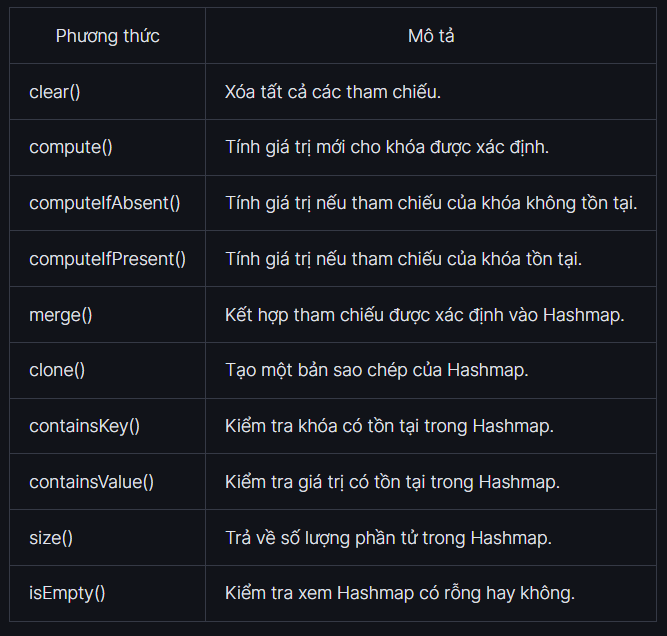 Phương thức Mô tả
clear() Xóa tất cả các tham chiếu.
compute() Tính giá trị mới cho khóa được xác định.
computeIfAbsent() Tính giá trị nếu tham chiếu của khóa không tồn tại.
computeIfPresent() Tính giá trị nếu tham chiếu của khóa tồn tại.
merge() Kết hợp tham chiếu được xác định vào Hashmap.
clone() Tạo một bản sao chép của Hashmap.
containsKey() Kiểm tra khóa có tồn tại trong Hashmap.
containsValue() Kiểm tra giá trị có tồn tại trong Hashmap.
size() Trả về số lượng phần tử trong Hashmap.
isEmpty() Kiểm tra xem Hashmap có rỗng hay không.